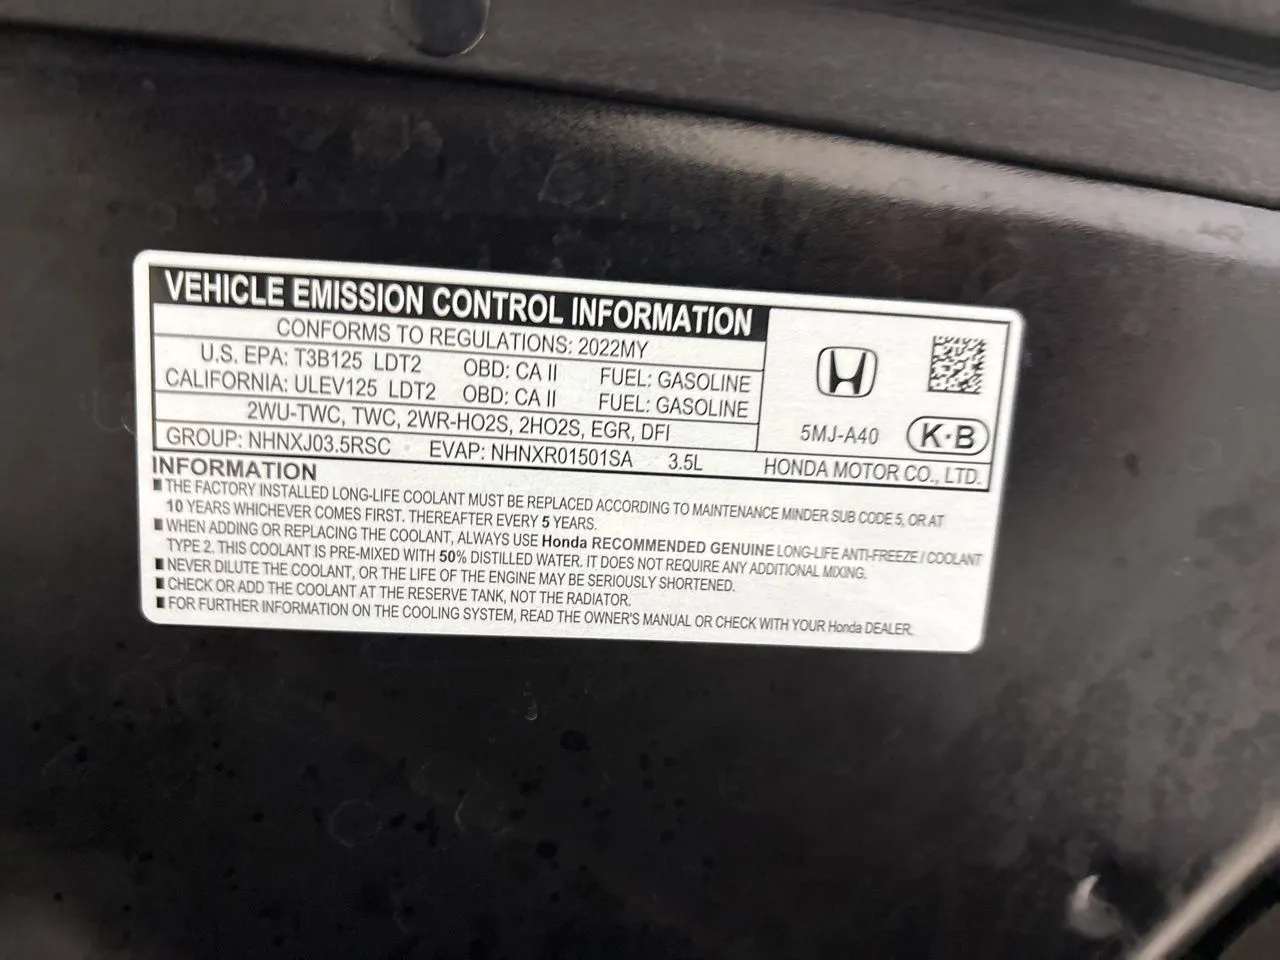 VEHICLE EMISSION CONTROL INFORMATION
CONFORMS TO REGULATIONS: 2022MY
U.S. EPA: T3B125 LDT2 OBD: CA II FUEL: GASOLINE
CALIFORNIA: ULEV125 LDT2 OBD: CA II FUEL: GASOLINE
2WU-TWC, TWC, 2WR-HO2S, 2HO2S, EGR, DFI
5MJ-A40 K·B
GROUP: NHNXJ03.5RSC EVAP: NHNXR01501SA 3.5L HONDA MOTOR CO., LTD.
INFORMATION
■ THE FACTORY INSTALLED LONG-LIFE COOLANT MUST BE REPLACED ACCORDING TO MAINTENANCE MINDER SUB CODE 5, OR AT
10 YEARS WHICHEVER COMES FIRST. THEREAFTER EVERY 5 YEARS.
■ WHEN ADDING OR REPLACING THE COOLANT, ALWAYS USE Honda RECOMMENDED GENUINE LONG-LIFE ANTI-FREEZE / COOLANT
TYPE 2. THIS COOLANT IS PRE-MIXED WITH 50% DISTILLED WATER. IT DOES NOT REQUIRE ANY ADDITIONAL MIXING.
■ NEVER DILUTE THE COOLANT, OR THE LIFE OF THE ENGINE MAY BE SERIOUSLY SHORTENED.
■ CHECK OR ADD THE COOLANT AT THE RESERVE TANK, NOT THE RADIATOR.
■ FOR FURTHER INFORMATION ON THE COOLING SYSTEM, READ THE OWNER'S MANUAL OR CHECK WITH YOUR Honda DEALER.